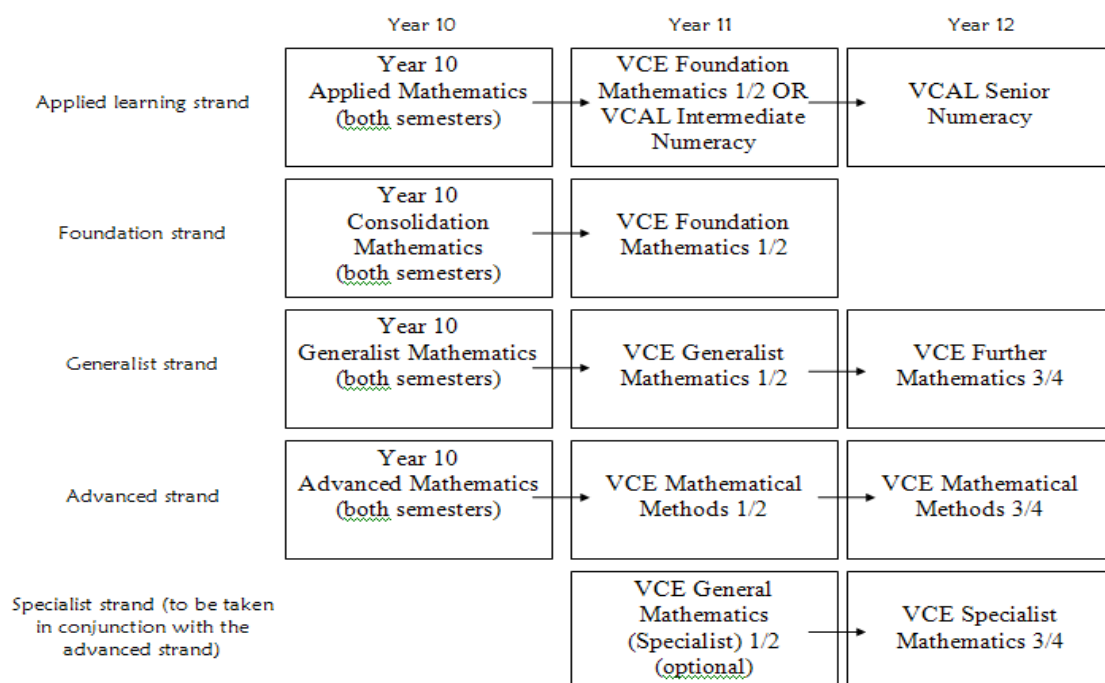 Year 10
Year 11
Year 12
Applied learning strand
Year 10
Applied Mathematics
(both semesters)
VCE Foundation
Mathematics 1/2 OR
VCAL Intermediate
Numeracy
VCAL Senior
Numeracy
Foundation strand
Year 10
Consolidation
Mathematics
(both semesters)
VCE Foundation
Mathematics 1/2
Generalist strand
Year 10
Generalist Mathematics
(both semesters)
VCE Generalist
Mathematics 1/2
VCE Further
Mathematics 3/4
Advanced strand
Year 10
Advanced Mathematics
(both semesters)
VCE Mathematical
Methods 1/2
VCE Mathematical
Methods 3/4
Specialist strand (to be taken
in conjunction with the
advanced strand)
VCE General
Mathematics
(Specialist) 1/2
(optional)
VCE Specialist
Mathematics 3/4